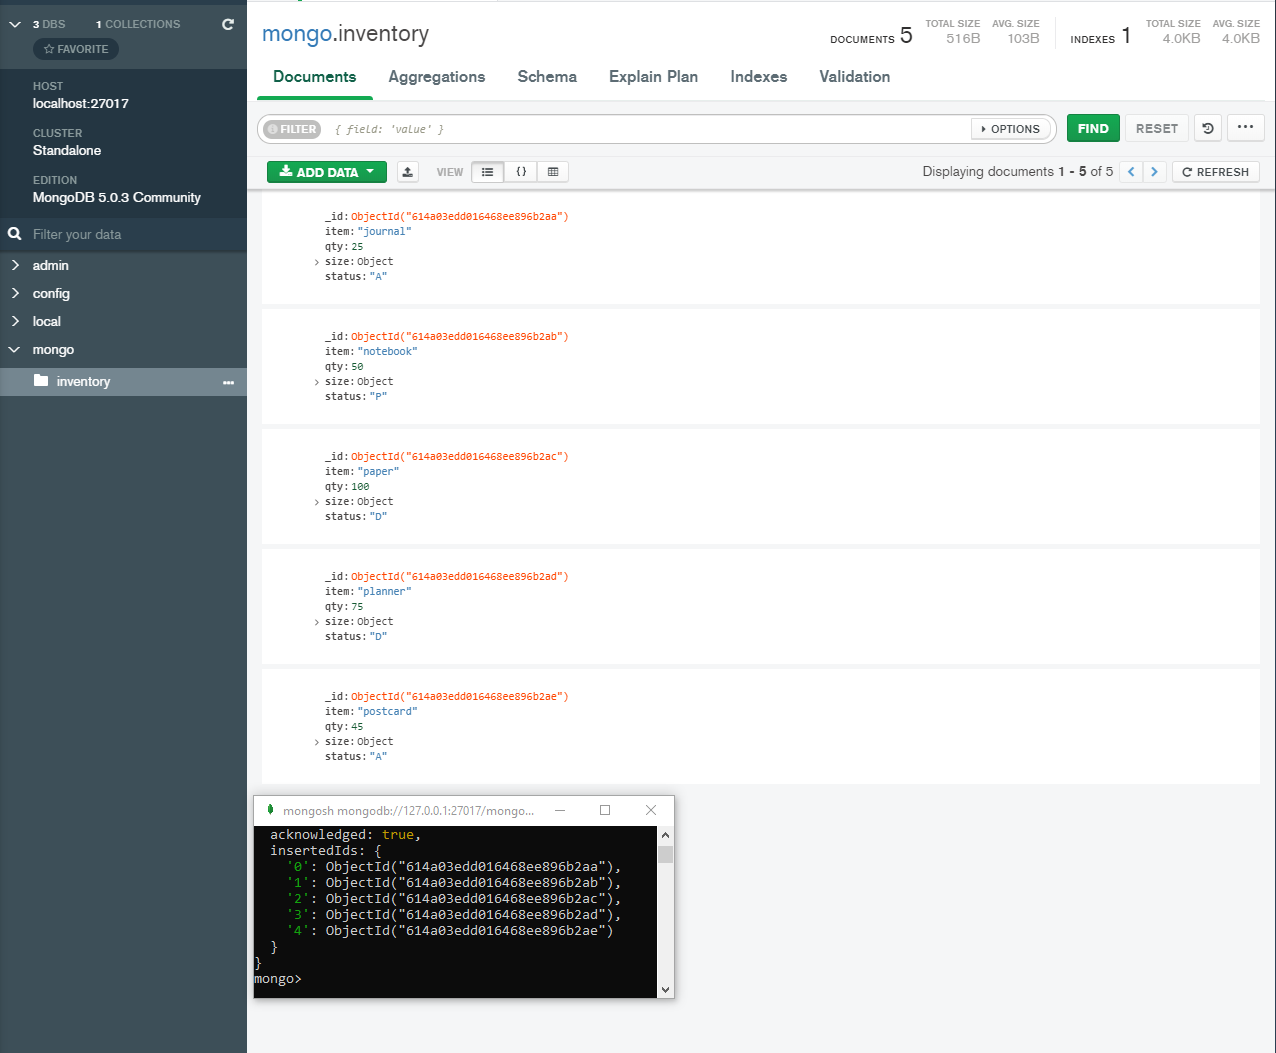 3 DBS 1 COLLECTIONS
FAVORITE
HOST
localhost:27017
CLUSTER
Standalone
EDITION
MongoDB 5.0.3 Community
Filter your data
admin
config
local
mongo
inventory
mongo.inventory
DOCUMENTS 5
TOTAL SIZE
516B
AVG. SIZE
103B
INDEXES 1
TOTAL SIZE
4.0KB
AVG. SIZE
4.0KB
Documents Aggregations Schema Explain Plan Indexes Validation
FILTER { field: 'value' } OPTIONS FIND RESET
ADD DATA VIEW {} Displaying documents 1 - 5 of 5 REFRESH
_id: ObjectId("614a03edd016468ee896b2aa")
item: "journal"
qty: 25
size: Object
status: "A"
_id: ObjectId("614a03edd016468ee896b2ab")
item: "notebook"
qty: 50
size: Object
status: "P"
_id: ObjectId("614a03edd016468ee896b2ac")
item: "paper"
qty: 100
size: Object
status: "D"
_id: ObjectId("614a03edd016468ee896b2ad")
item: "planner"
qty: 75
size: Object
status: "D"
_id: ObjectId("614a03edd016468ee896b2ae")
item: "postcard"
qty: 45
size: Object
status: "A"
mongosh mongodb://127.0.0.1:27017/mongo...
acknowledged: true,
insertedIds: {
'0': ObjectId("614a03edd016468ee896b2aa"),
'1': ObjectId("614a03edd016468ee896b2ab"),
'2': ObjectId("614a03edd016468ee896b2ac"),
'3': ObjectId("614a03edd016468ee896b2ad"),
'4': ObjectId("614a03edd016468ee896b2ae")
}
}
mongo>